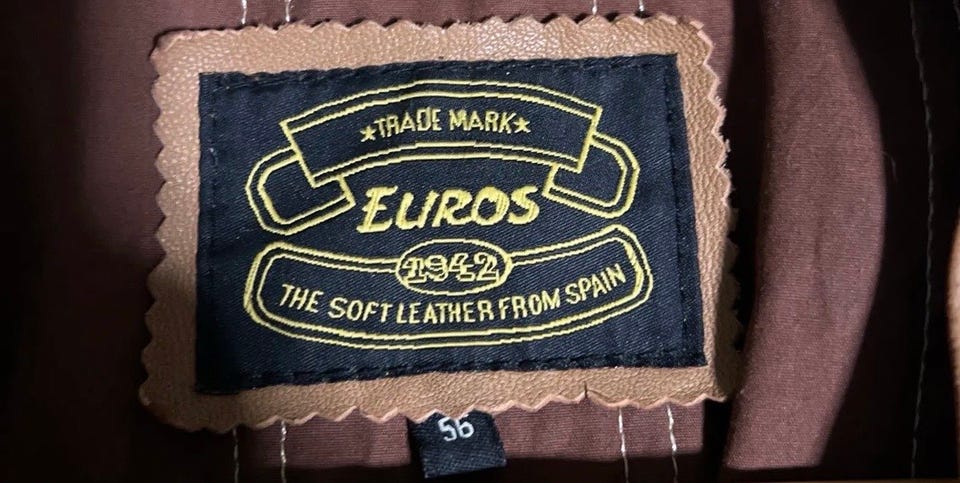 ★TRADE MARK★
EUROS
1942
THE SOFT LEATHER FROM SPAIN
56